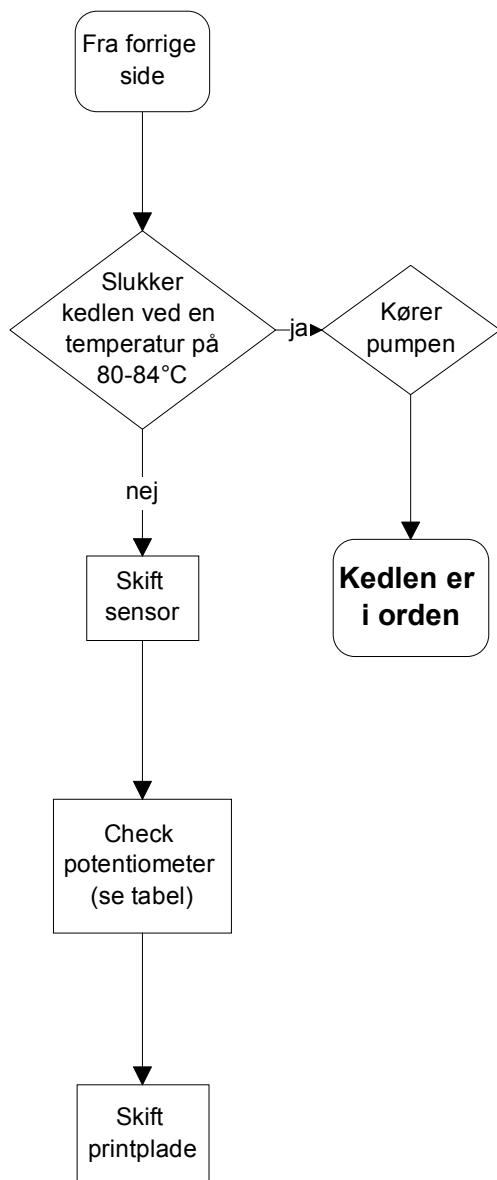 Fra forrige
side
Slukker
kedlen ved en
temperatur på
80-84°C
ja
Kører
pumpen
nej
Skift
sensor
Kedlen er
i orden
Check
potentiometer
(se tabel)
Skift
printplade